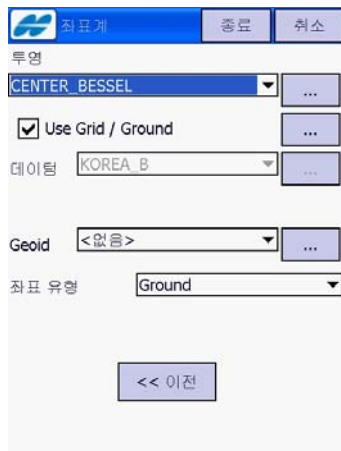 좌표계 종료 취소
투영
CENTER_BESSEL ...
Use Grid / Ground ...
데이텀 KOREA_B ...
Geoid <없음> ...
좌표 유형 Ground
<< 이전